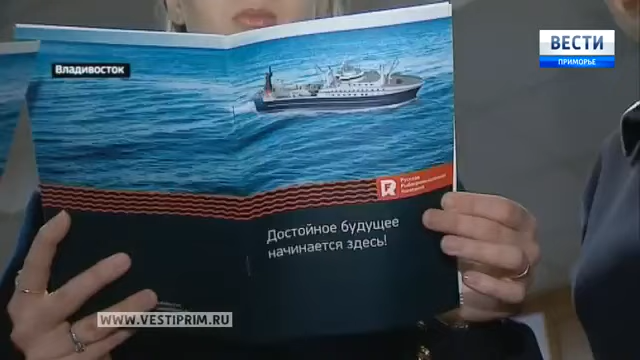 Владивосток
ВЕСТИ
ПРИМОРЬЕ
Русская
Рыбопромышленная
Компания
Достойное будущее
начинается здесь!
WWW.VESTIPRIM.RU